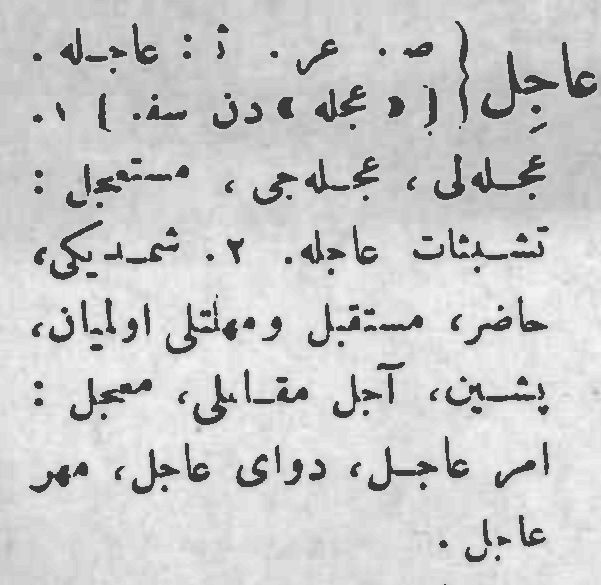 عاجِل { ص . عر . ث : عاجله .
[ « عجله » دن سف . ] ١ .
عجله‌لی ، عجله‌جی ، مستعجل :
تشبثات عاجله . ٢ . شمدیکی ،
حاضر ، مستقبل ومهلتلی اولمیان ،
پشین ، آجل مقابلی ، معجل :
امر عاجل ، دوای عاجل ، مهر
عاجل .